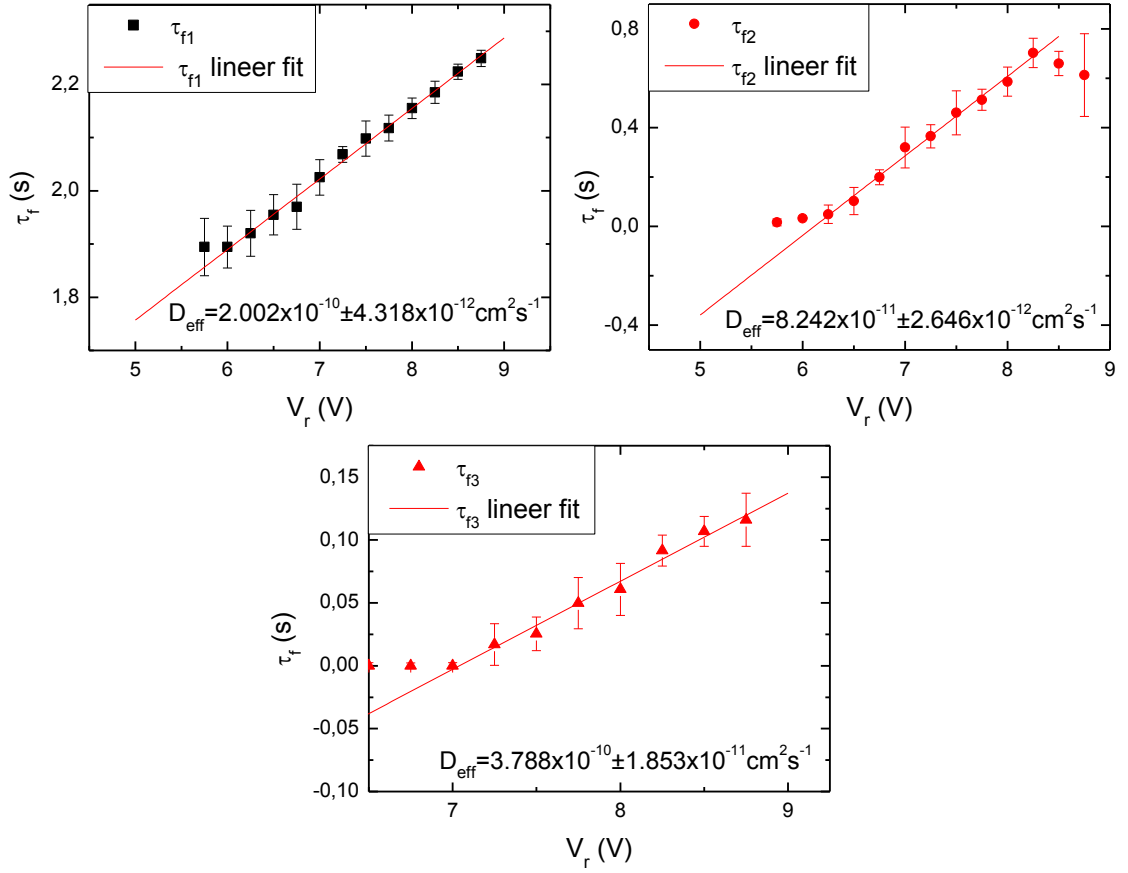 τf1
τf1 lineer fit
2,2
2,0
1,8
τf (s)
Deff=2.002x10-10±4.318x10-12cm2s-1
5 6 7 8 9
Vr (V)
τf2
τf2 lineer fit
0,8
0,4
0,0
-0,4
τf (s)
Deff=8.242x10-11±2.646x10-12cm2s-1
5 6 7 8 9
Vr (V)
τf3
τf3 lineer fit
0,15
0,10
0,05
0,00
-0,05
-0,10
τf (s)
Deff=3.788x10-10±1.853x10-11cm2s-1
7 8 9
Vr (V)